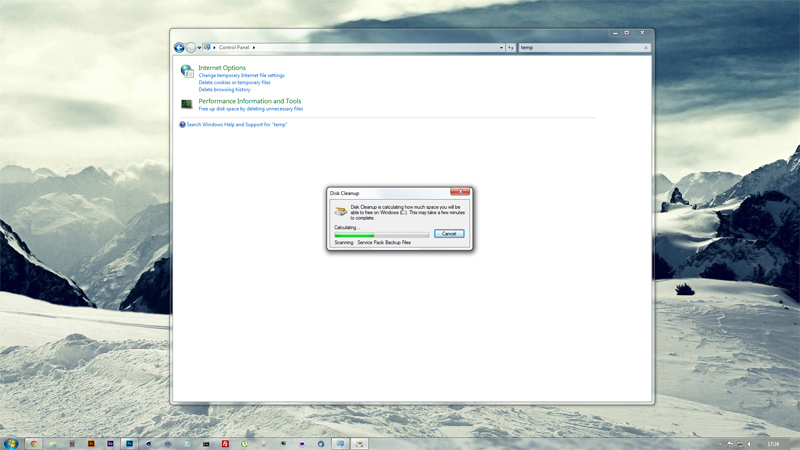 Control Panel
temp
Internet Options
Change temporary Internet file settings
Delete cookies or temporary files
Delete browsing history
Performance Information and Tools
Free up disk space by deleting unnecessary files
Search Windows Help and Support for "temp"
Disk Cleanup
Disk Cleanup is calculating how much space you will be
able to free on Windows (C:). This may take a few minutes
to complete.
Calculating...
Cancel
Scanning: Service Pack Backup Files